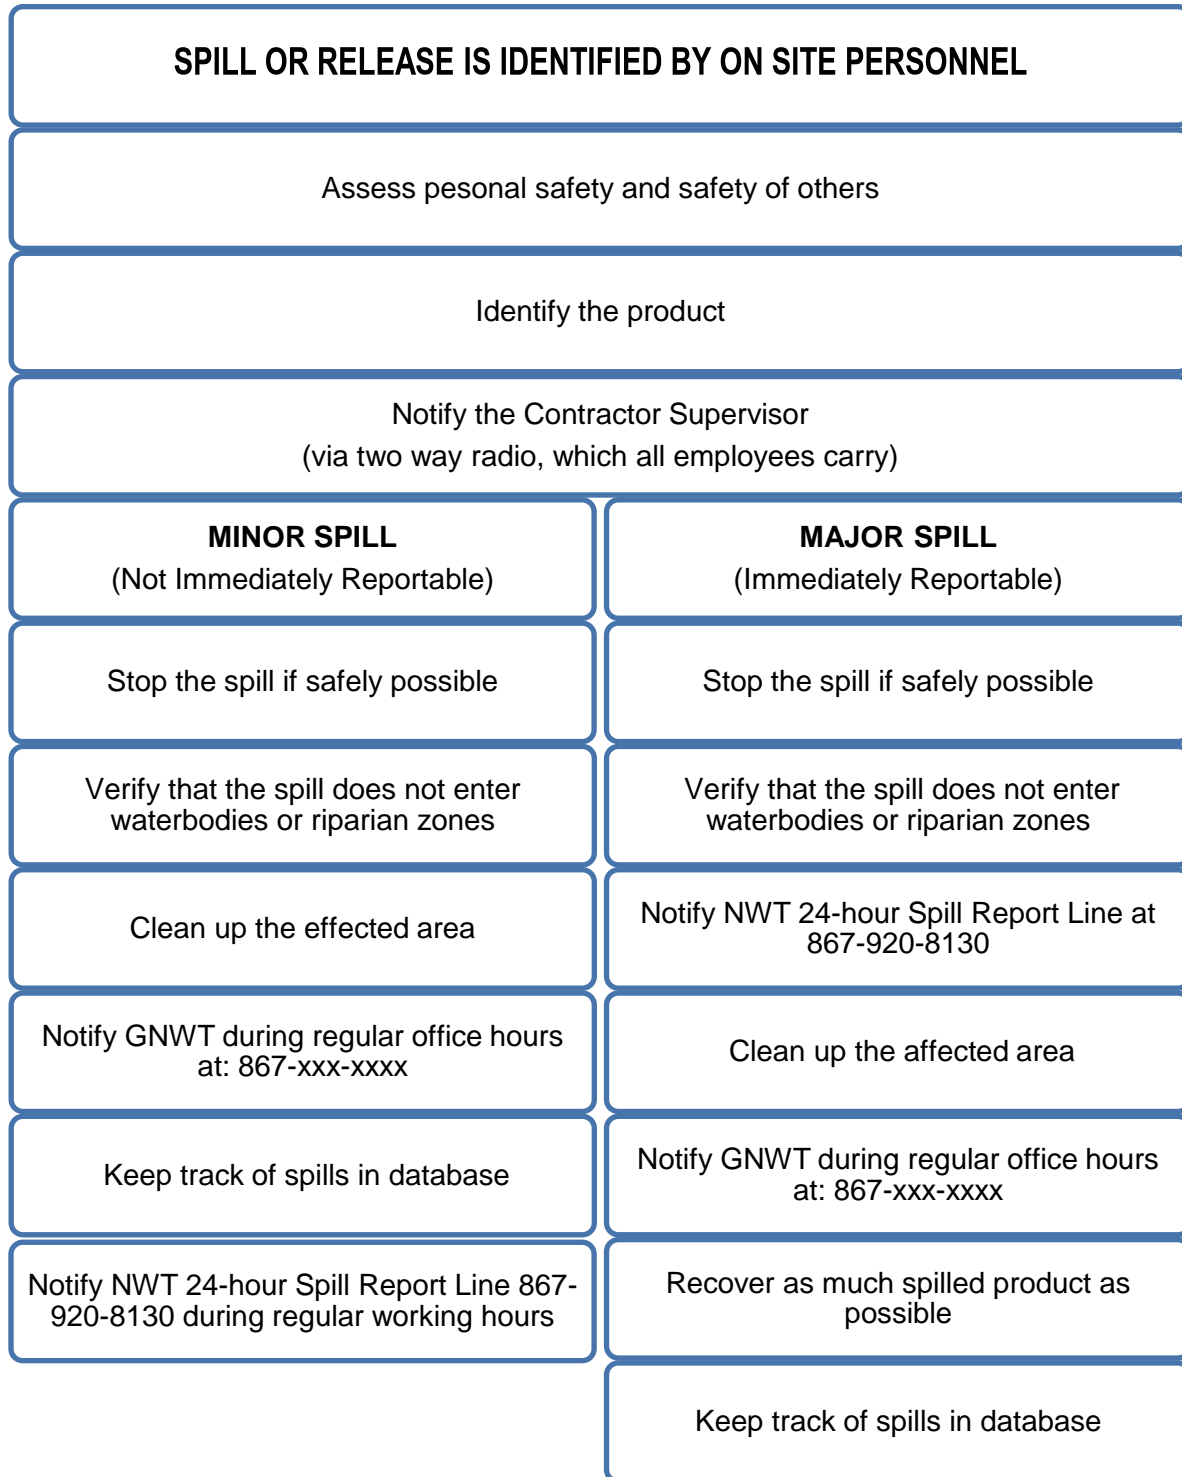 SPILL OR RELEASE IS IDENTIFIED BY ON SITE PERSONNEL
Assess pesonal safety and safety of others
Identify the product
Notify the Contractor Supervisor
(via two way radio, which all employees carry)
MINOR SPILL
(Not Immediately Reportable)
Stop the spill if safely possible
Verify that the spill does not enter
waterbodies or riparian zones
Clean up the effected area
Notify GNWT during regular office hours
at: 867-xxx-xxxx
Keep track of spills in database
Notify NWT 24-hour Spill Report Line 867-
920-8130 during regular working hours
MAJOR SPILL
(Immediately Reportable)
Stop the spill if safely possible
Verify that the spill does not enter
waterbodies or riparian zones
Notify NWT 24-hour Spill Report Line at
867-920-8130
Clean up the affected area
Notify GNWT during regular office hours
at: 867-xxx-xxxx
Recover as much spilled product as
possible
Keep track of spills in database